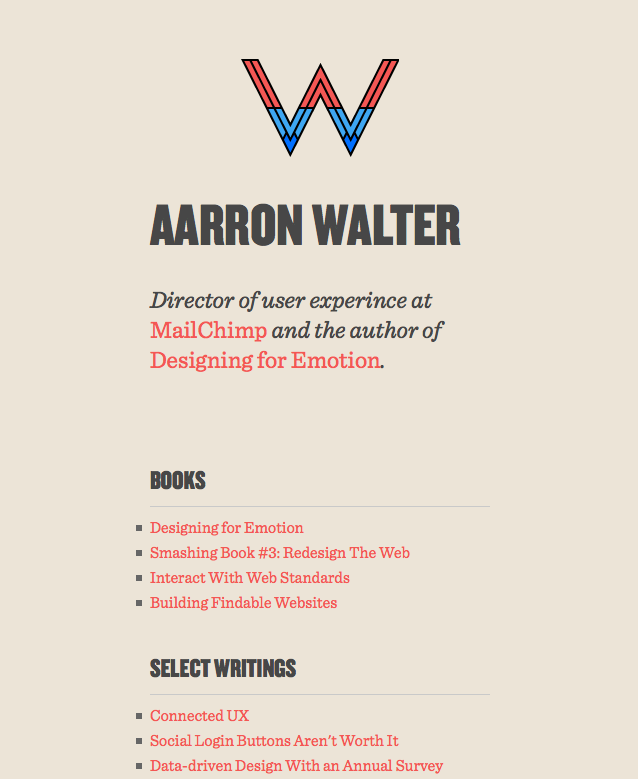 W
AARRON WALTER
Director of user experince at
MailChimp and the author of
Designing for Emotion.
BOOKS
Designing for Emotion
Smashing Book #3: Redesign The Web
Interact With Web Standards
Building Findable Websites
SELECT WRITINGS
Connected UX
Social Login Buttons Aren't Worth It
Data-driven Design With an Annual Survey